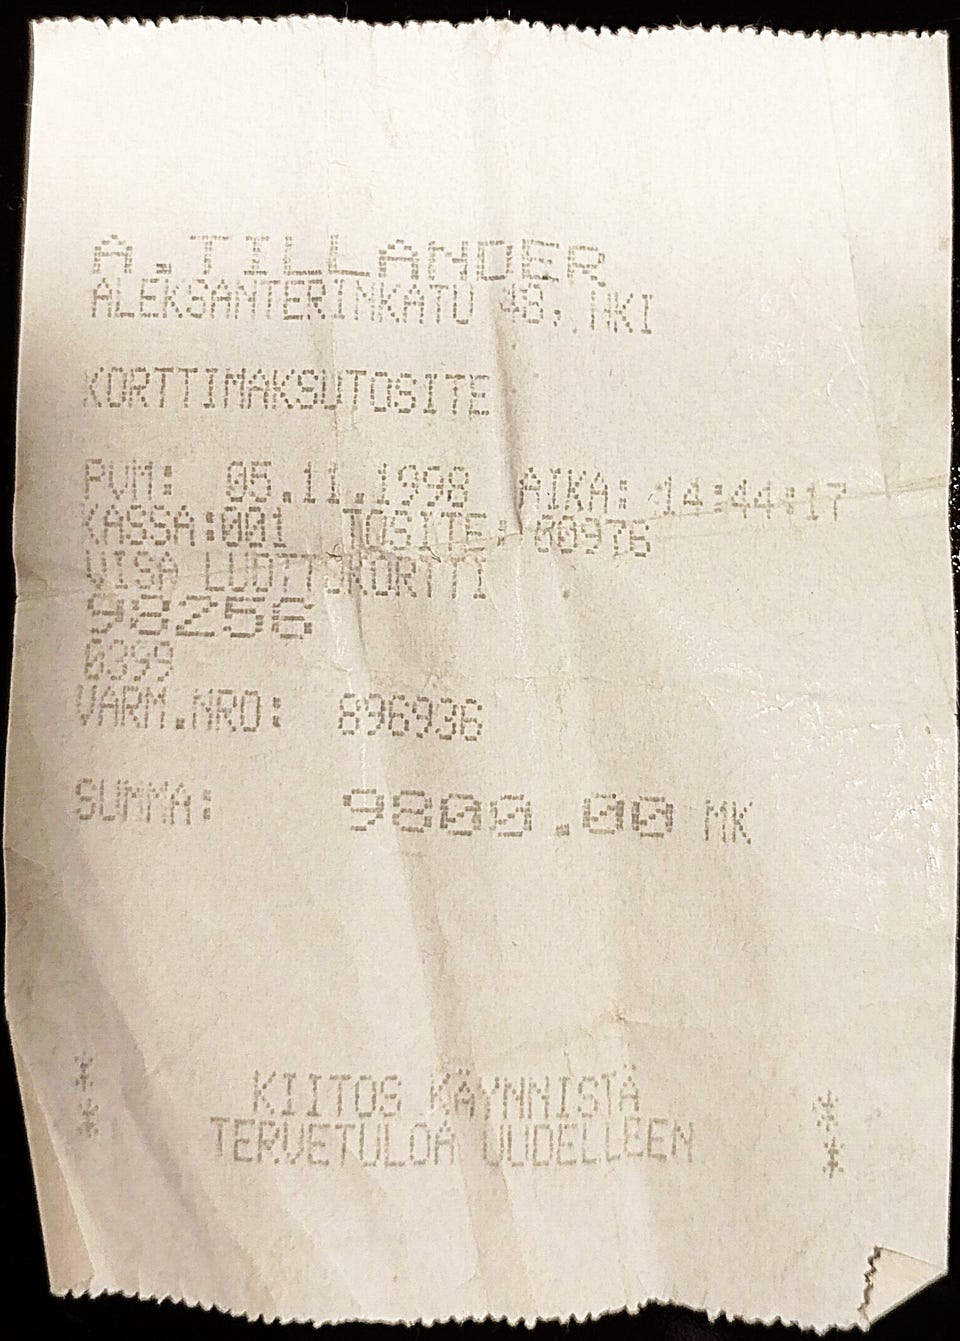 A.TILLANDER
ALEKSANTERINKATU 48, HKI
KORTTIMAKSUTOSITE
PVM: 05.11.1998 AIKA: 14:44:17
KASSA:001 TOSITE: 60976
VISA LUOTTOKORTTI
98256
0399
VARM.NRO: 896936
SUMMA: 9800.00 MK
KIITOS KÄYNNISTÄ
TERVETULOA UUDELLEEN